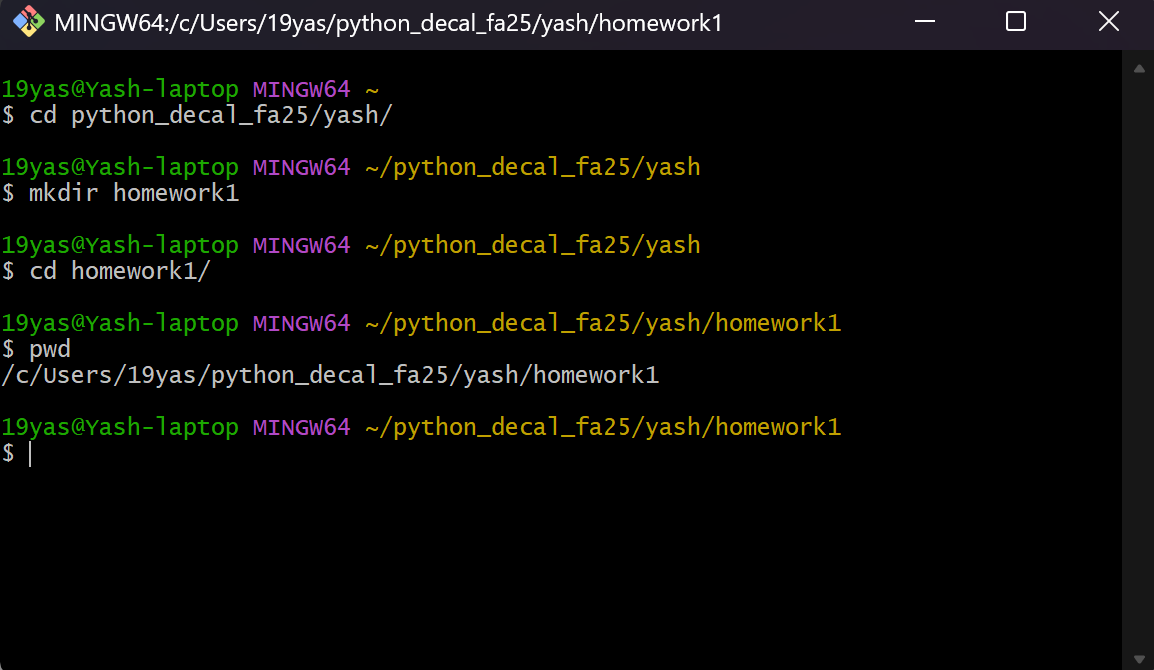 MINGW64:/c/Users/19yas/python_decal_fa25/yash/homework1
19yas@Yash-laptop MINGW64 ~
$ cd python_decal_fa25/yash/
19yas@Yash-laptop MINGW64 ~/python_decal_fa25/yash
$ mkdir homework1
19yas@Yash-laptop MINGW64 ~/python_decal_fa25/yash
$ cd homework1/
19yas@Yash-laptop MINGW64 ~/python_decal_fa25/yash/homework1
$ pwd
/c/Users/19yas/python_decal_fa25/yash/homework1
19yas@Yash-laptop MINGW64 ~/python_decal_fa25/yash/homework1
$